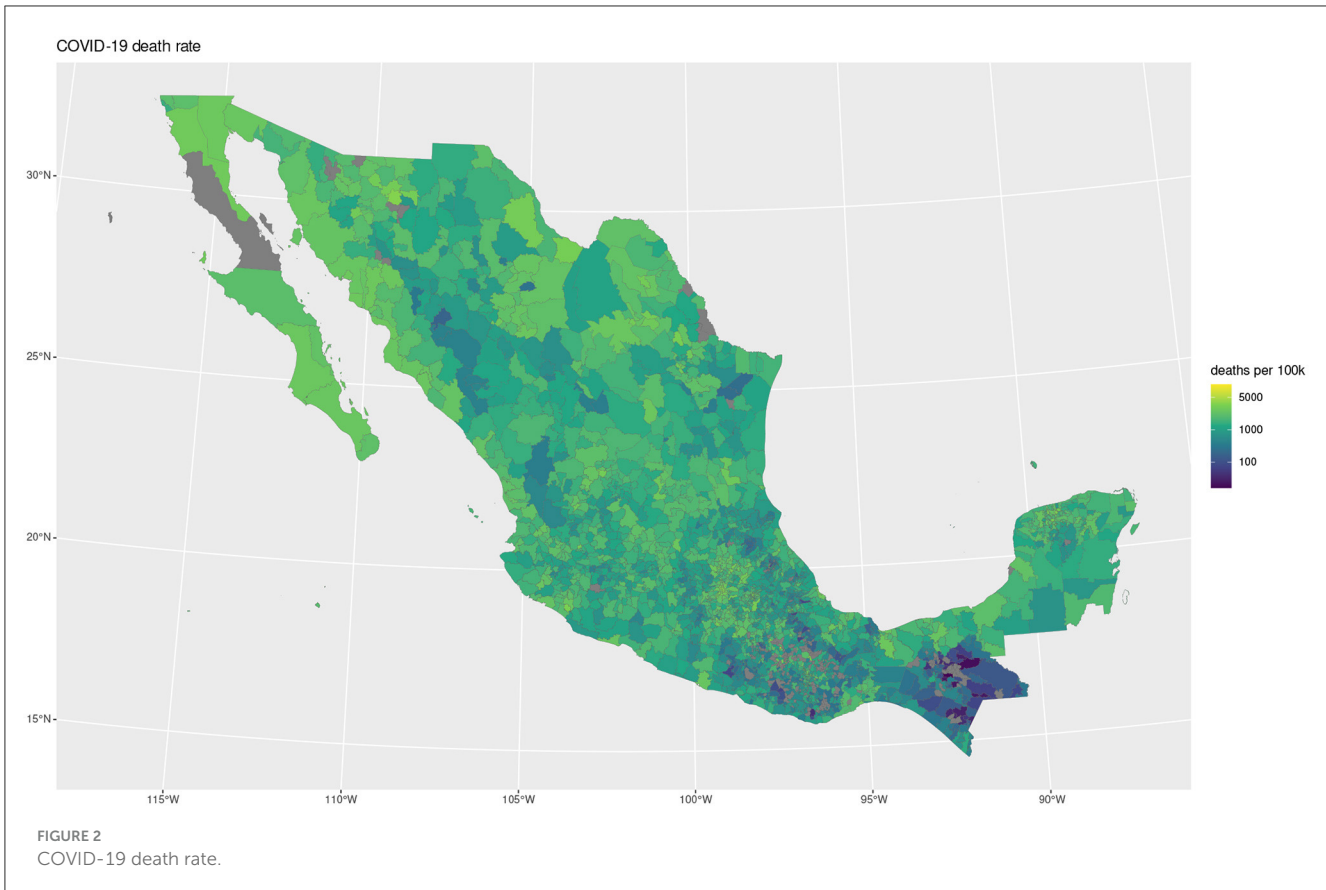 COVID-19 death rate
30°N
25°N
20°N
15°N
115°W
110°W
105°W
100°W
95°W
90°W
deaths per 100k
5000
1000
100
FIGURE 2
COVID-19 death rate.